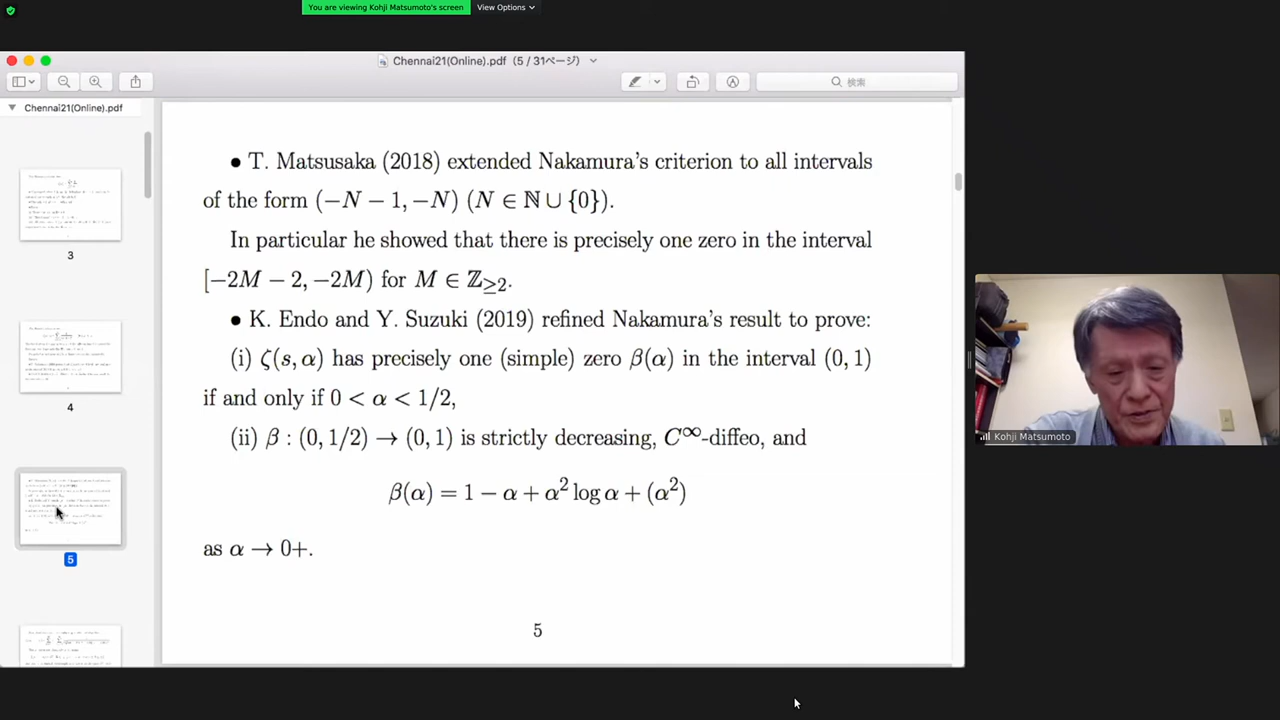 You are viewing Kohji Matsumoto's screen
View Options
Chennai21(Online).pdf (5 / 31ページ)
検索
Chennai21(Online).pdf
3
4
5
• T. Matsusaka (2018) extended Nakamura's criterion to all intervals
of the form (−N − 1, −N) (N ∈ ℕ ∪ {0}).
In particular he showed that there is precisely one zero in the interval
[−2M − 2, −2M) for M ∈ ℤ≥2.
• K. Endo and Y. Suzuki (2019) refined Nakamura's result to prove:
(i) ζ(s, α) has precisely one (simple) zero β(α) in the interval (0, 1)
if and only if 0 < α < 1/2,
(ii) β : (0, 1/2) → (0, 1) is strictly decreasing, C∞-diffeo, and
β(α) = 1 − α + α² log α + (α²)
as α → 0+.
5
Kohji Matsumoto